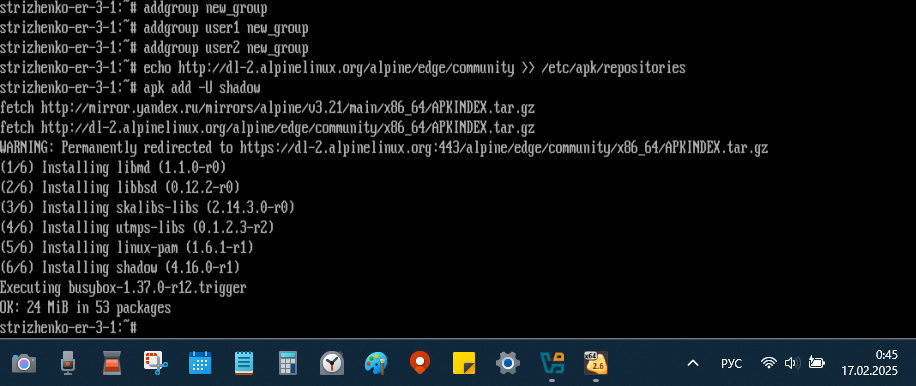 strizhenko-er-3-1:~# addgroup new_group
strizhenko-er-3-1:~# addgroup user1 new_group
strizhenko-er-3-1:~# addgroup user2 new_group
strizhenko-er-3-1:~# echo http://dl-2.alpinelinux.org/alpine/edge/community >> /etc/apk/repositories
strizhenko-er-3-1:~# apk add -U shadow
fetch http://mirror.yandex.ru/mirrors/alpine/v3.21/main/x86_64/APKINDEX.tar.gz
fetch http://dl-2.alpinelinux.org/alpine/edge/community/x86_64/APKINDEX.tar.gz
WARNING: Permanently redirected to https://dl-2.alpinelinux.org:443/alpine/edge/community/x86_64/APKINDEX.tar.gz
(1/6) Installing libmd (1.1.0-r0)
(2/6) Installing libbsd (0.12.2-r0)
(3/6) Installing skalibs-libs (2.14.3.0-r0)
(4/6) Installing utmps-libs (0.1.2.3-r2)
(5/6) Installing linux-pam (1.6.1-r1)
(6/6) Installing shadow (4.16.0-r1)
Executing busybox-1.37.0-r12.trigger
OK: 24 MiB in 53 packages
strizhenko-er-3-1:~#
x64
2.6
РУС
0:45
17.02.2025